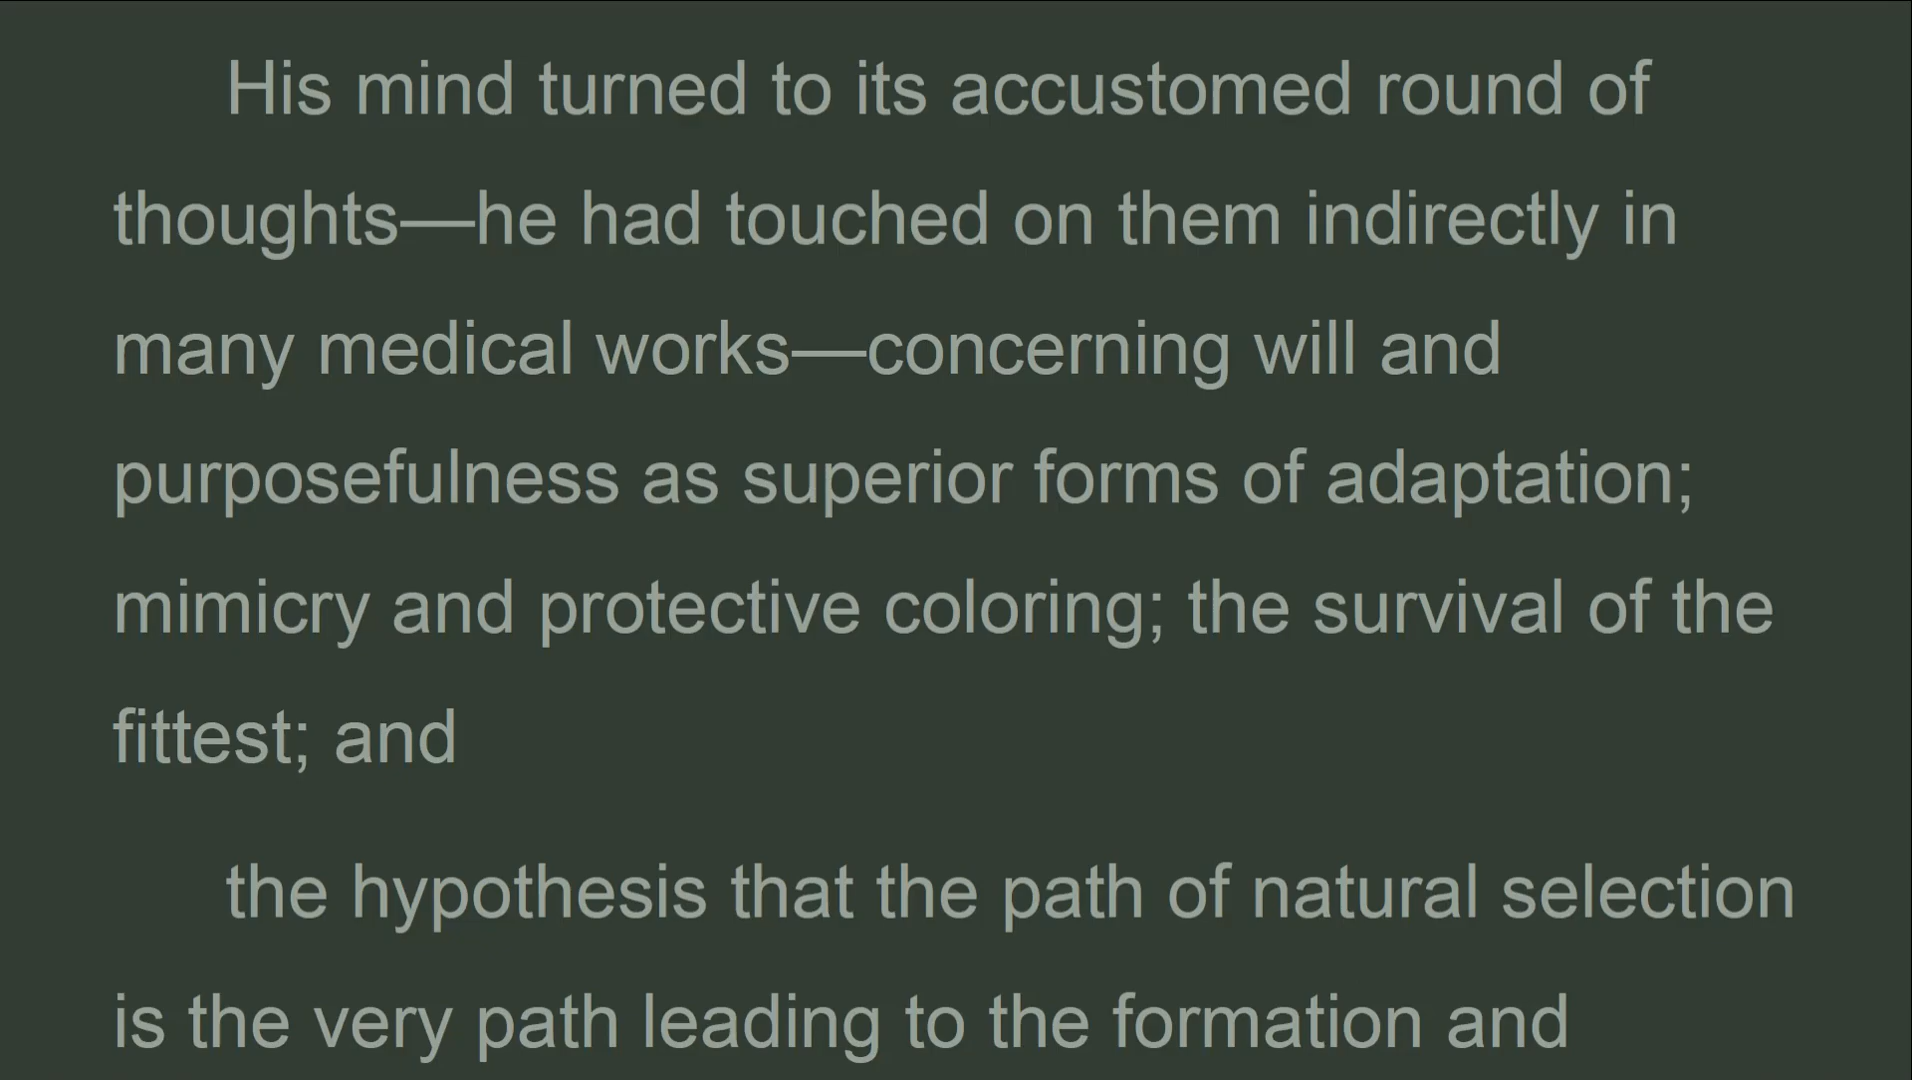 His mind turned to its accustomed round of
thoughts—he had touched on them indirectly in
many medical works—concerning will and
purposefulness as superior forms of adaptation;
mimicry and protective coloring; the survival of the
fittest; and
the hypothesis that the path of natural selection
is the very path leading to the formation and